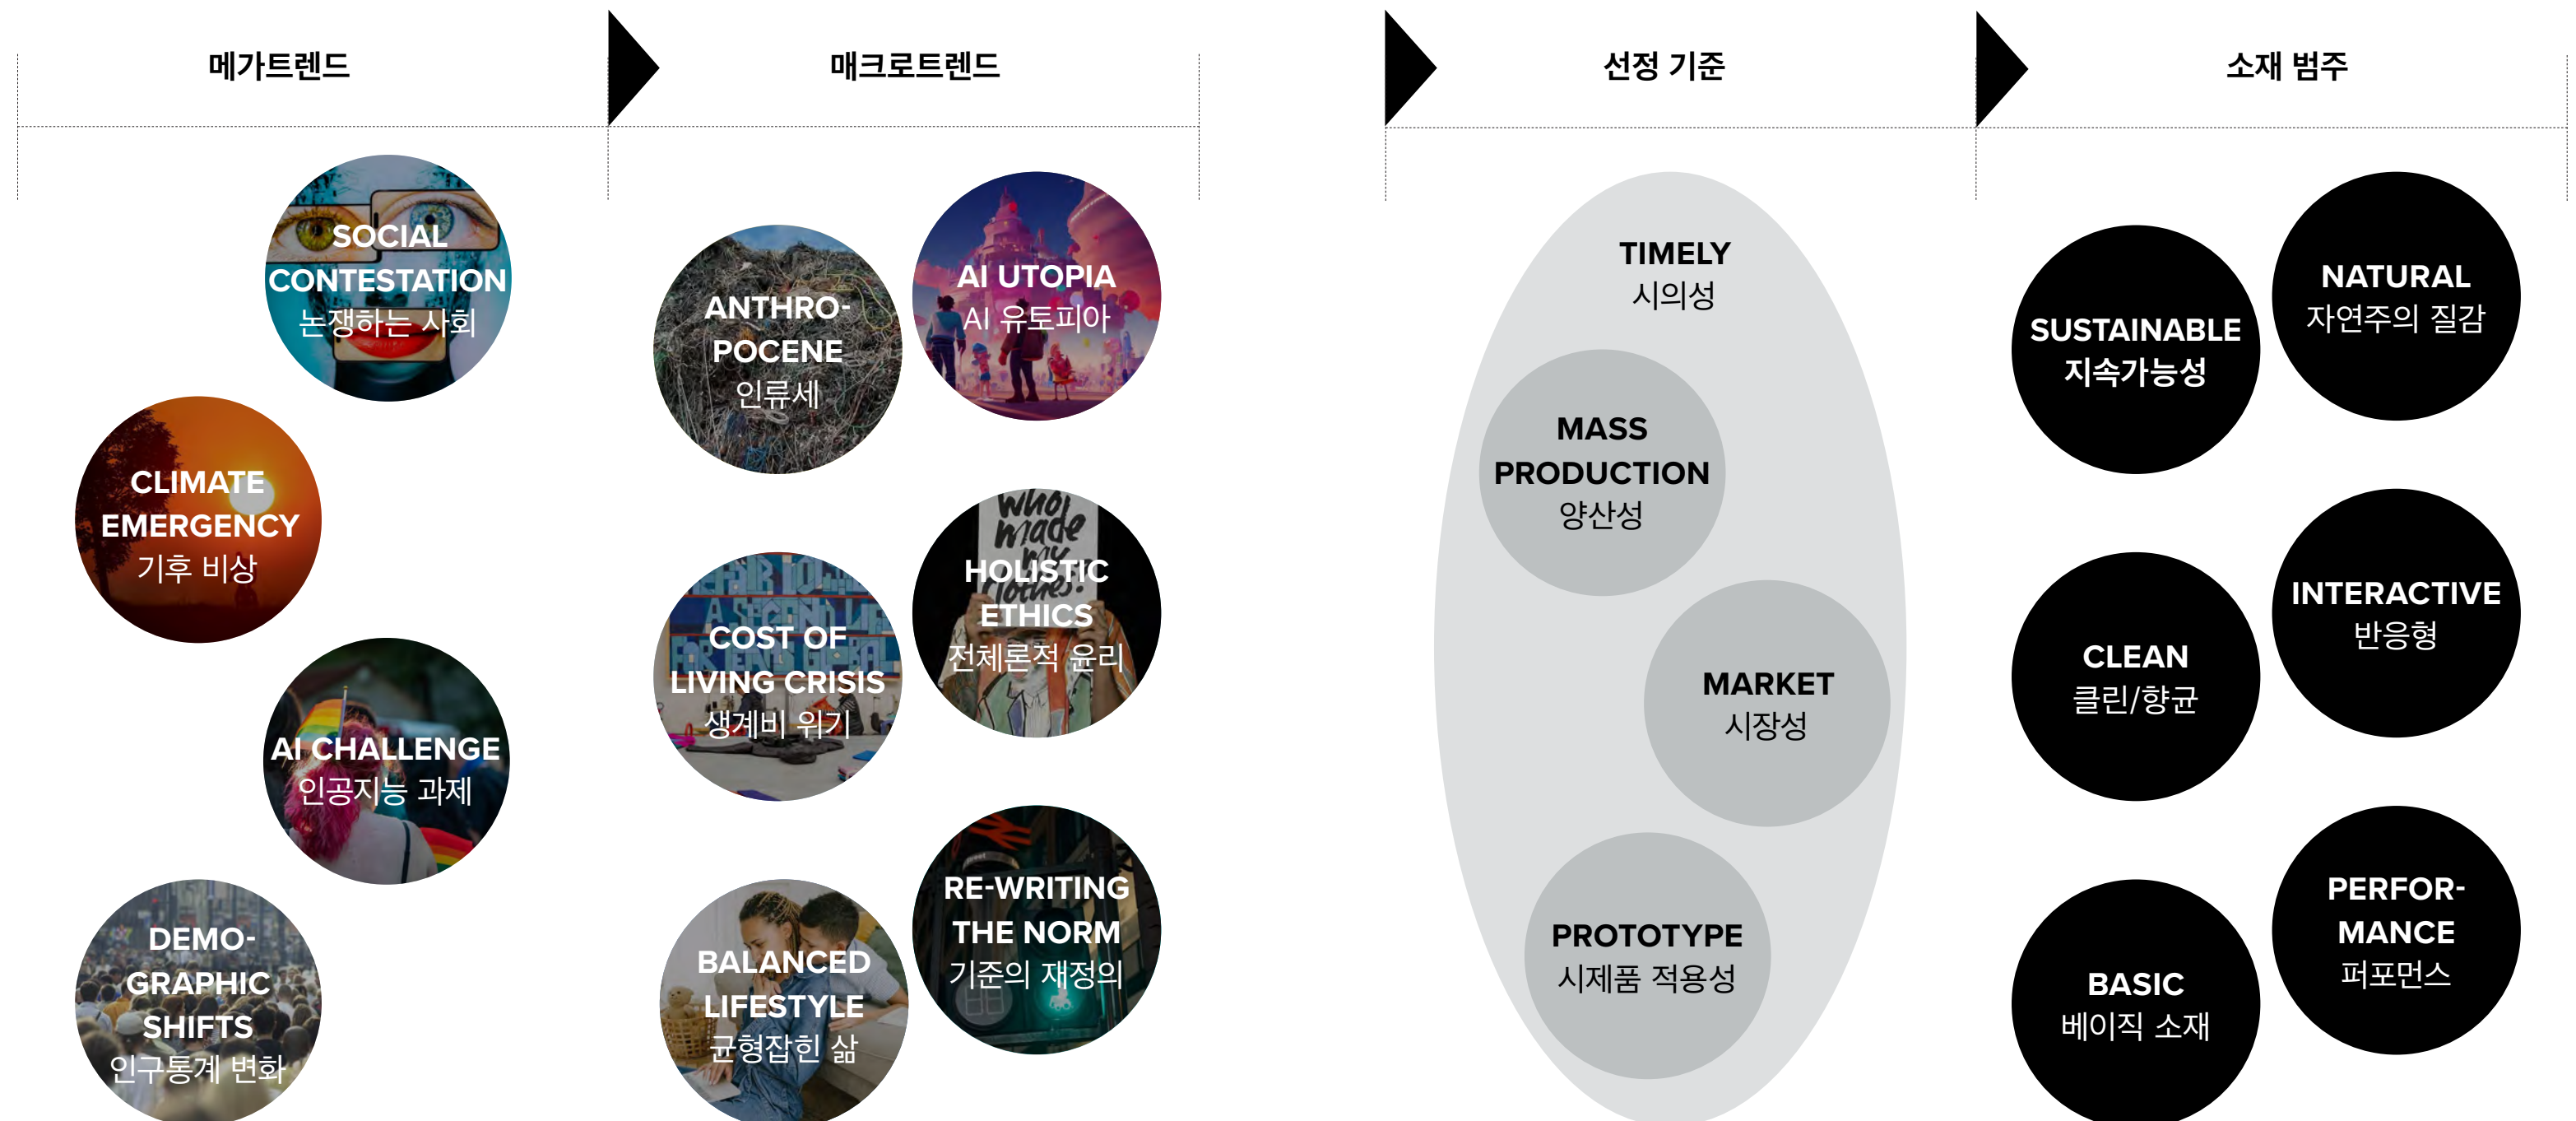 메가트렌드
매크로트렌드
선정 기준
소재 범주
SOCIAL
CONTESTATION
논쟁하는 사회
CLIMATE
EMERGENCY
기후 비상
AI CHALLENGE
인공지능 과제
DEMO-
GRAPHIC
SHIFTS
인구통계 변화
ANTHRO-
POCENE
인류세
AI UTOPIA
AI 유토피아
COST OF
LIVING CRISIS
생계비 위기
who
made
my
clothes?
HOLISTIC
ETHICS
전체론적 윤리
BALANCED
LIFESTYLE
균형잡힌 삶
RE-WRITING
THE NORM
기준의 재정의
TIMELY
시의성
MASS
PRODUCTION
양산성
MARKET
시장성
PROTOTYPE
시제품 적용성
SUSTAINABLE
지속가능성
NATURAL
자연주의 질감
CLEAN
클린/향균
INTERACTIVE
반응형
BASIC
베이직 소재
PERFOR-
MANCE
퍼포먼스